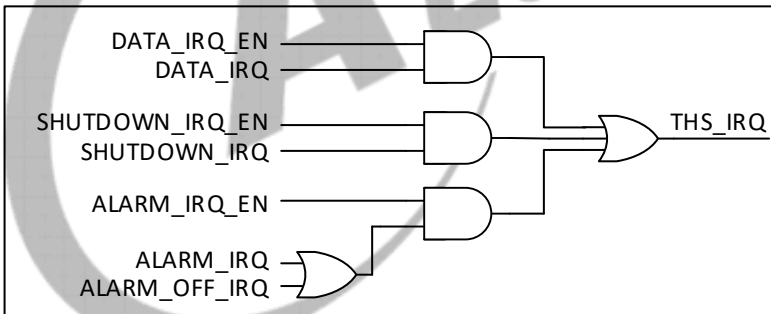 DATA_IRQ_EN
DATA_IRQ
SHUTDOWN_IRQ_EN
SHUTDOWN_IRQ
THS_IRQ
ALARM_IRQ_EN
ALARM_IRQ
ALARM_OFF_IRQ